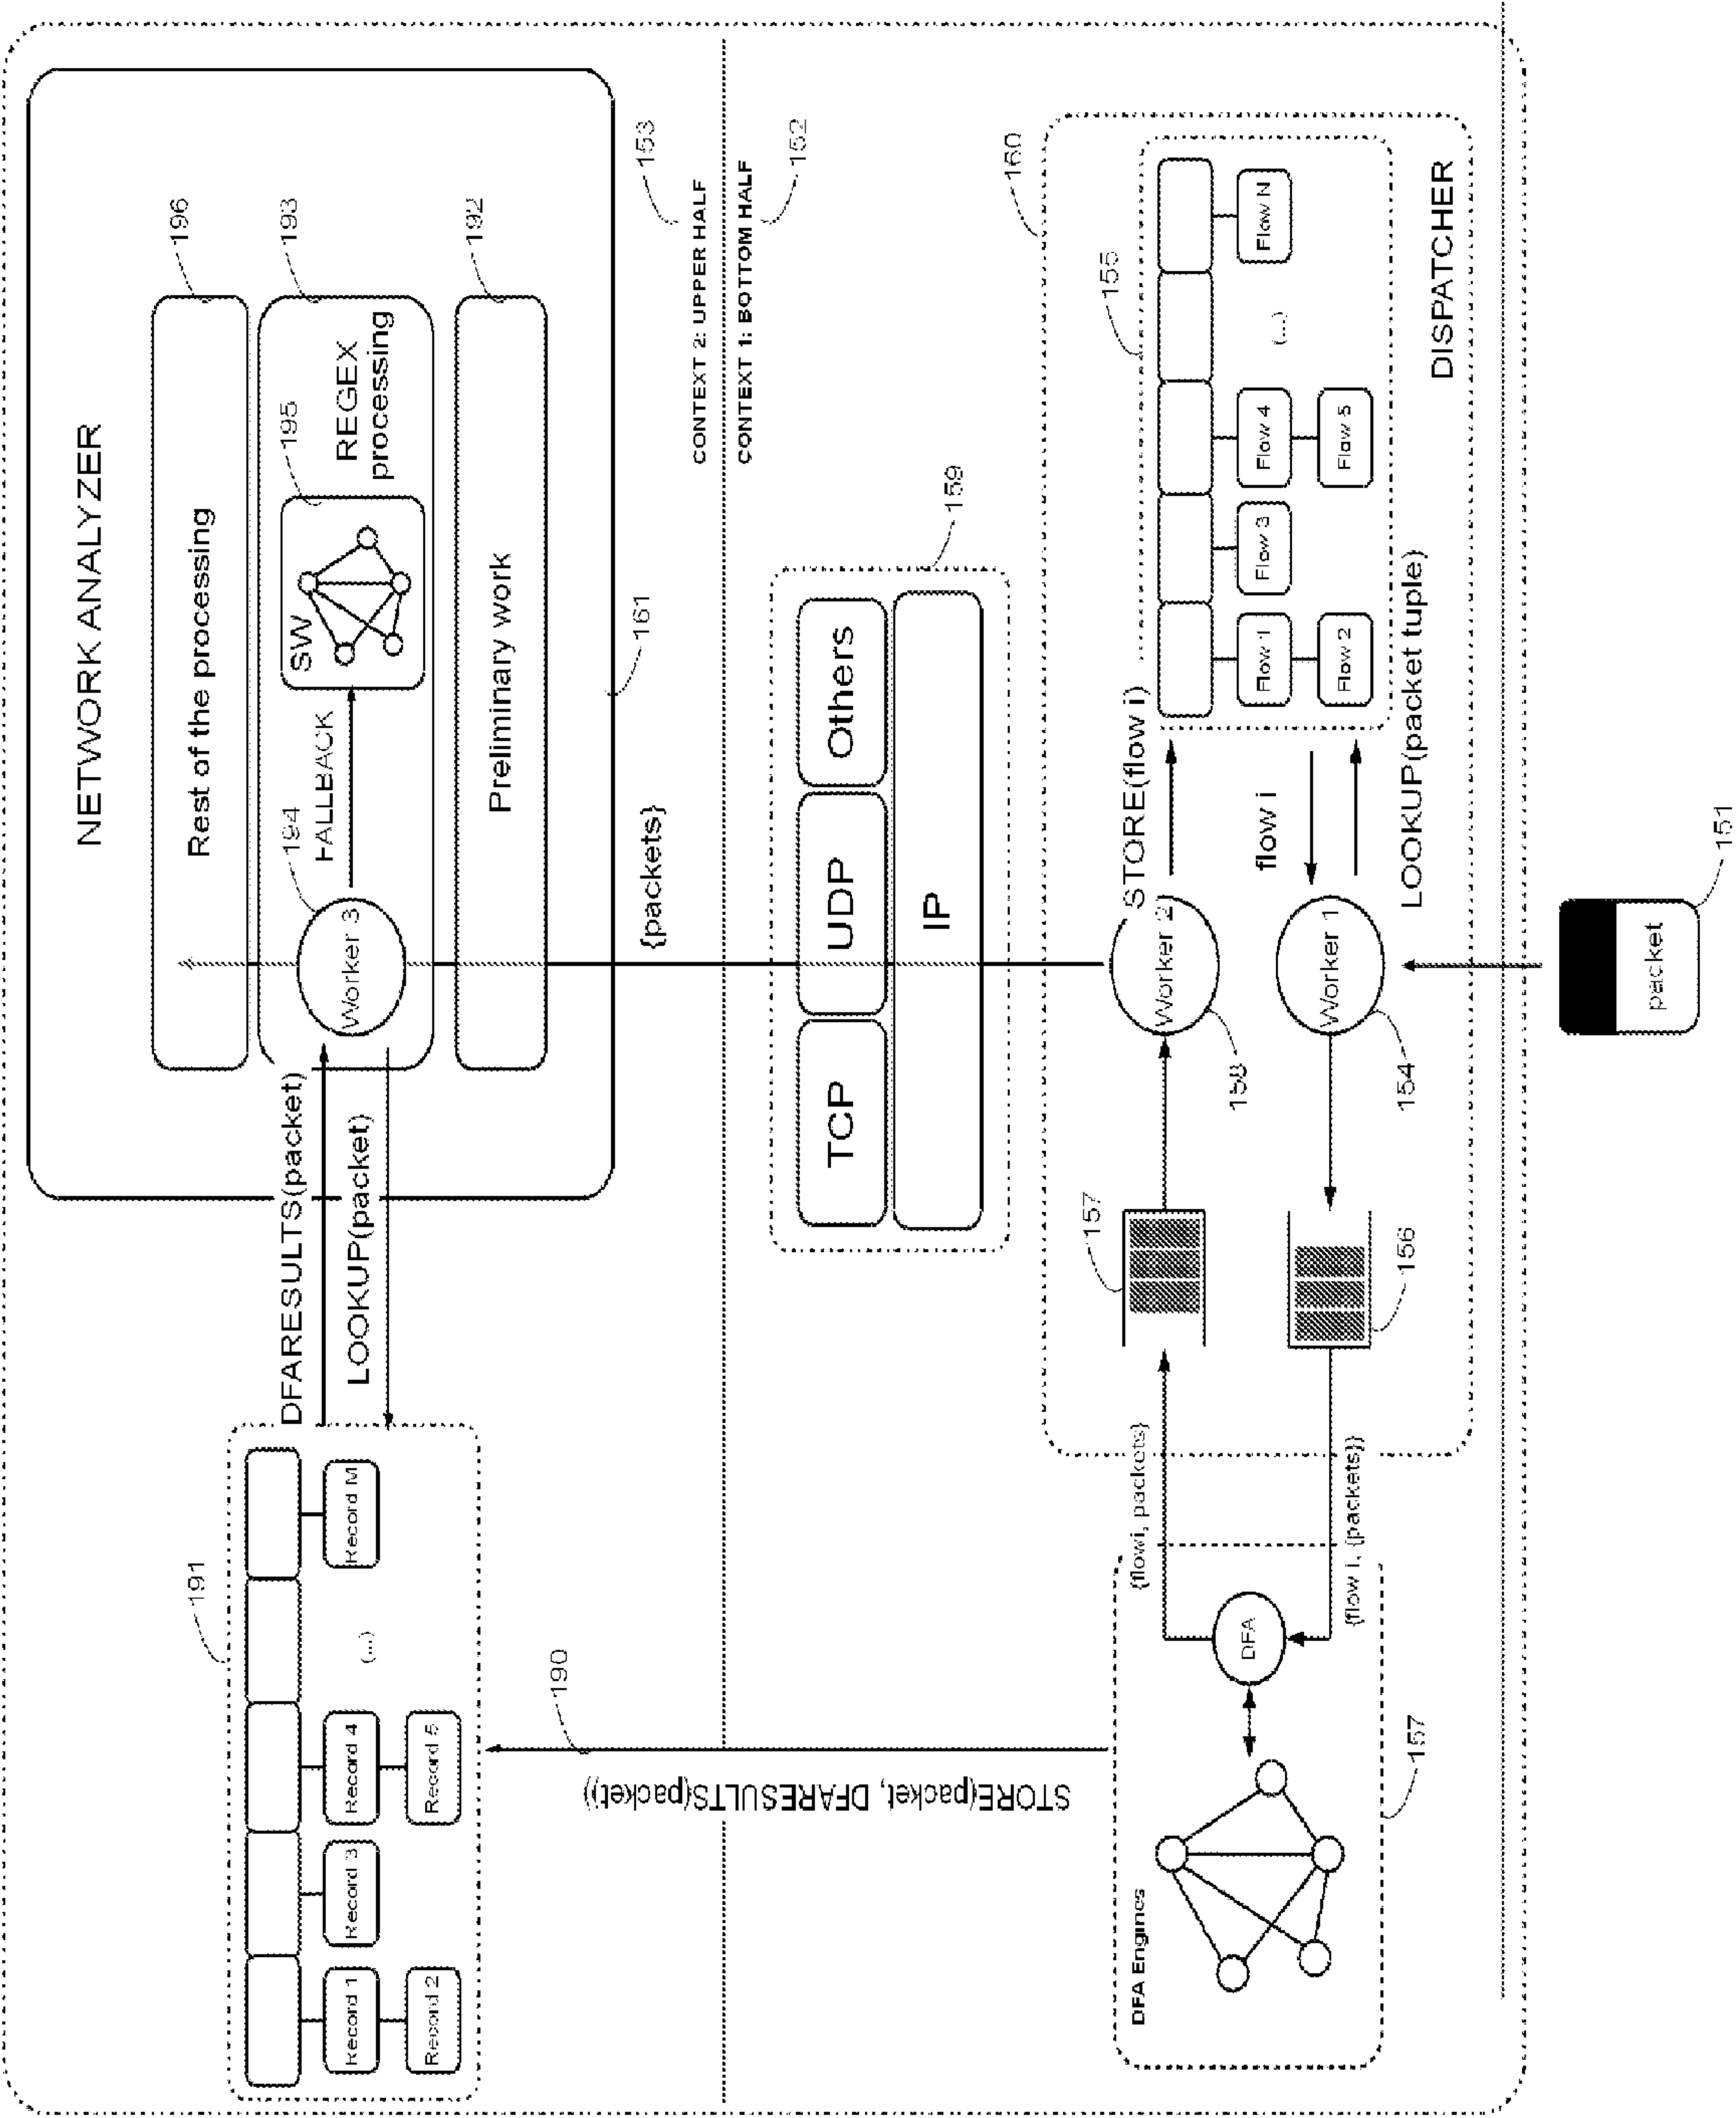 NETWORK ANALYZER
Rest of the processing
196
193
192
REGEX
processing
195
SW
FALLBACK
194
Worker 3
Preliminary work
161
{packets}
DFARESULTS(packet)
LOOKUP(packet)
191
Record 1
Record 2
Record 3
Record 4
Record 5
(...)
Record M
190
STORE(packet, DFARESULTS(packet))
153
CONTEXT 2: UPPER HALF
CONTEXT 1: BOTTOM HALF
152
159
TCP
UDP
Others
IP
160
155
STORE(flow i)
Flow 1
Flow 2
Flow 3
Flow 4
Flow 5
(...)
Flow N
flow i
LOOKUP(packet tuple)
DISPATCHER
Worker 2
158
Worker 1
154
157
156
{flowi, packets}
{flow i, {packets}}
DFA Engines
DFA
157
packet
151